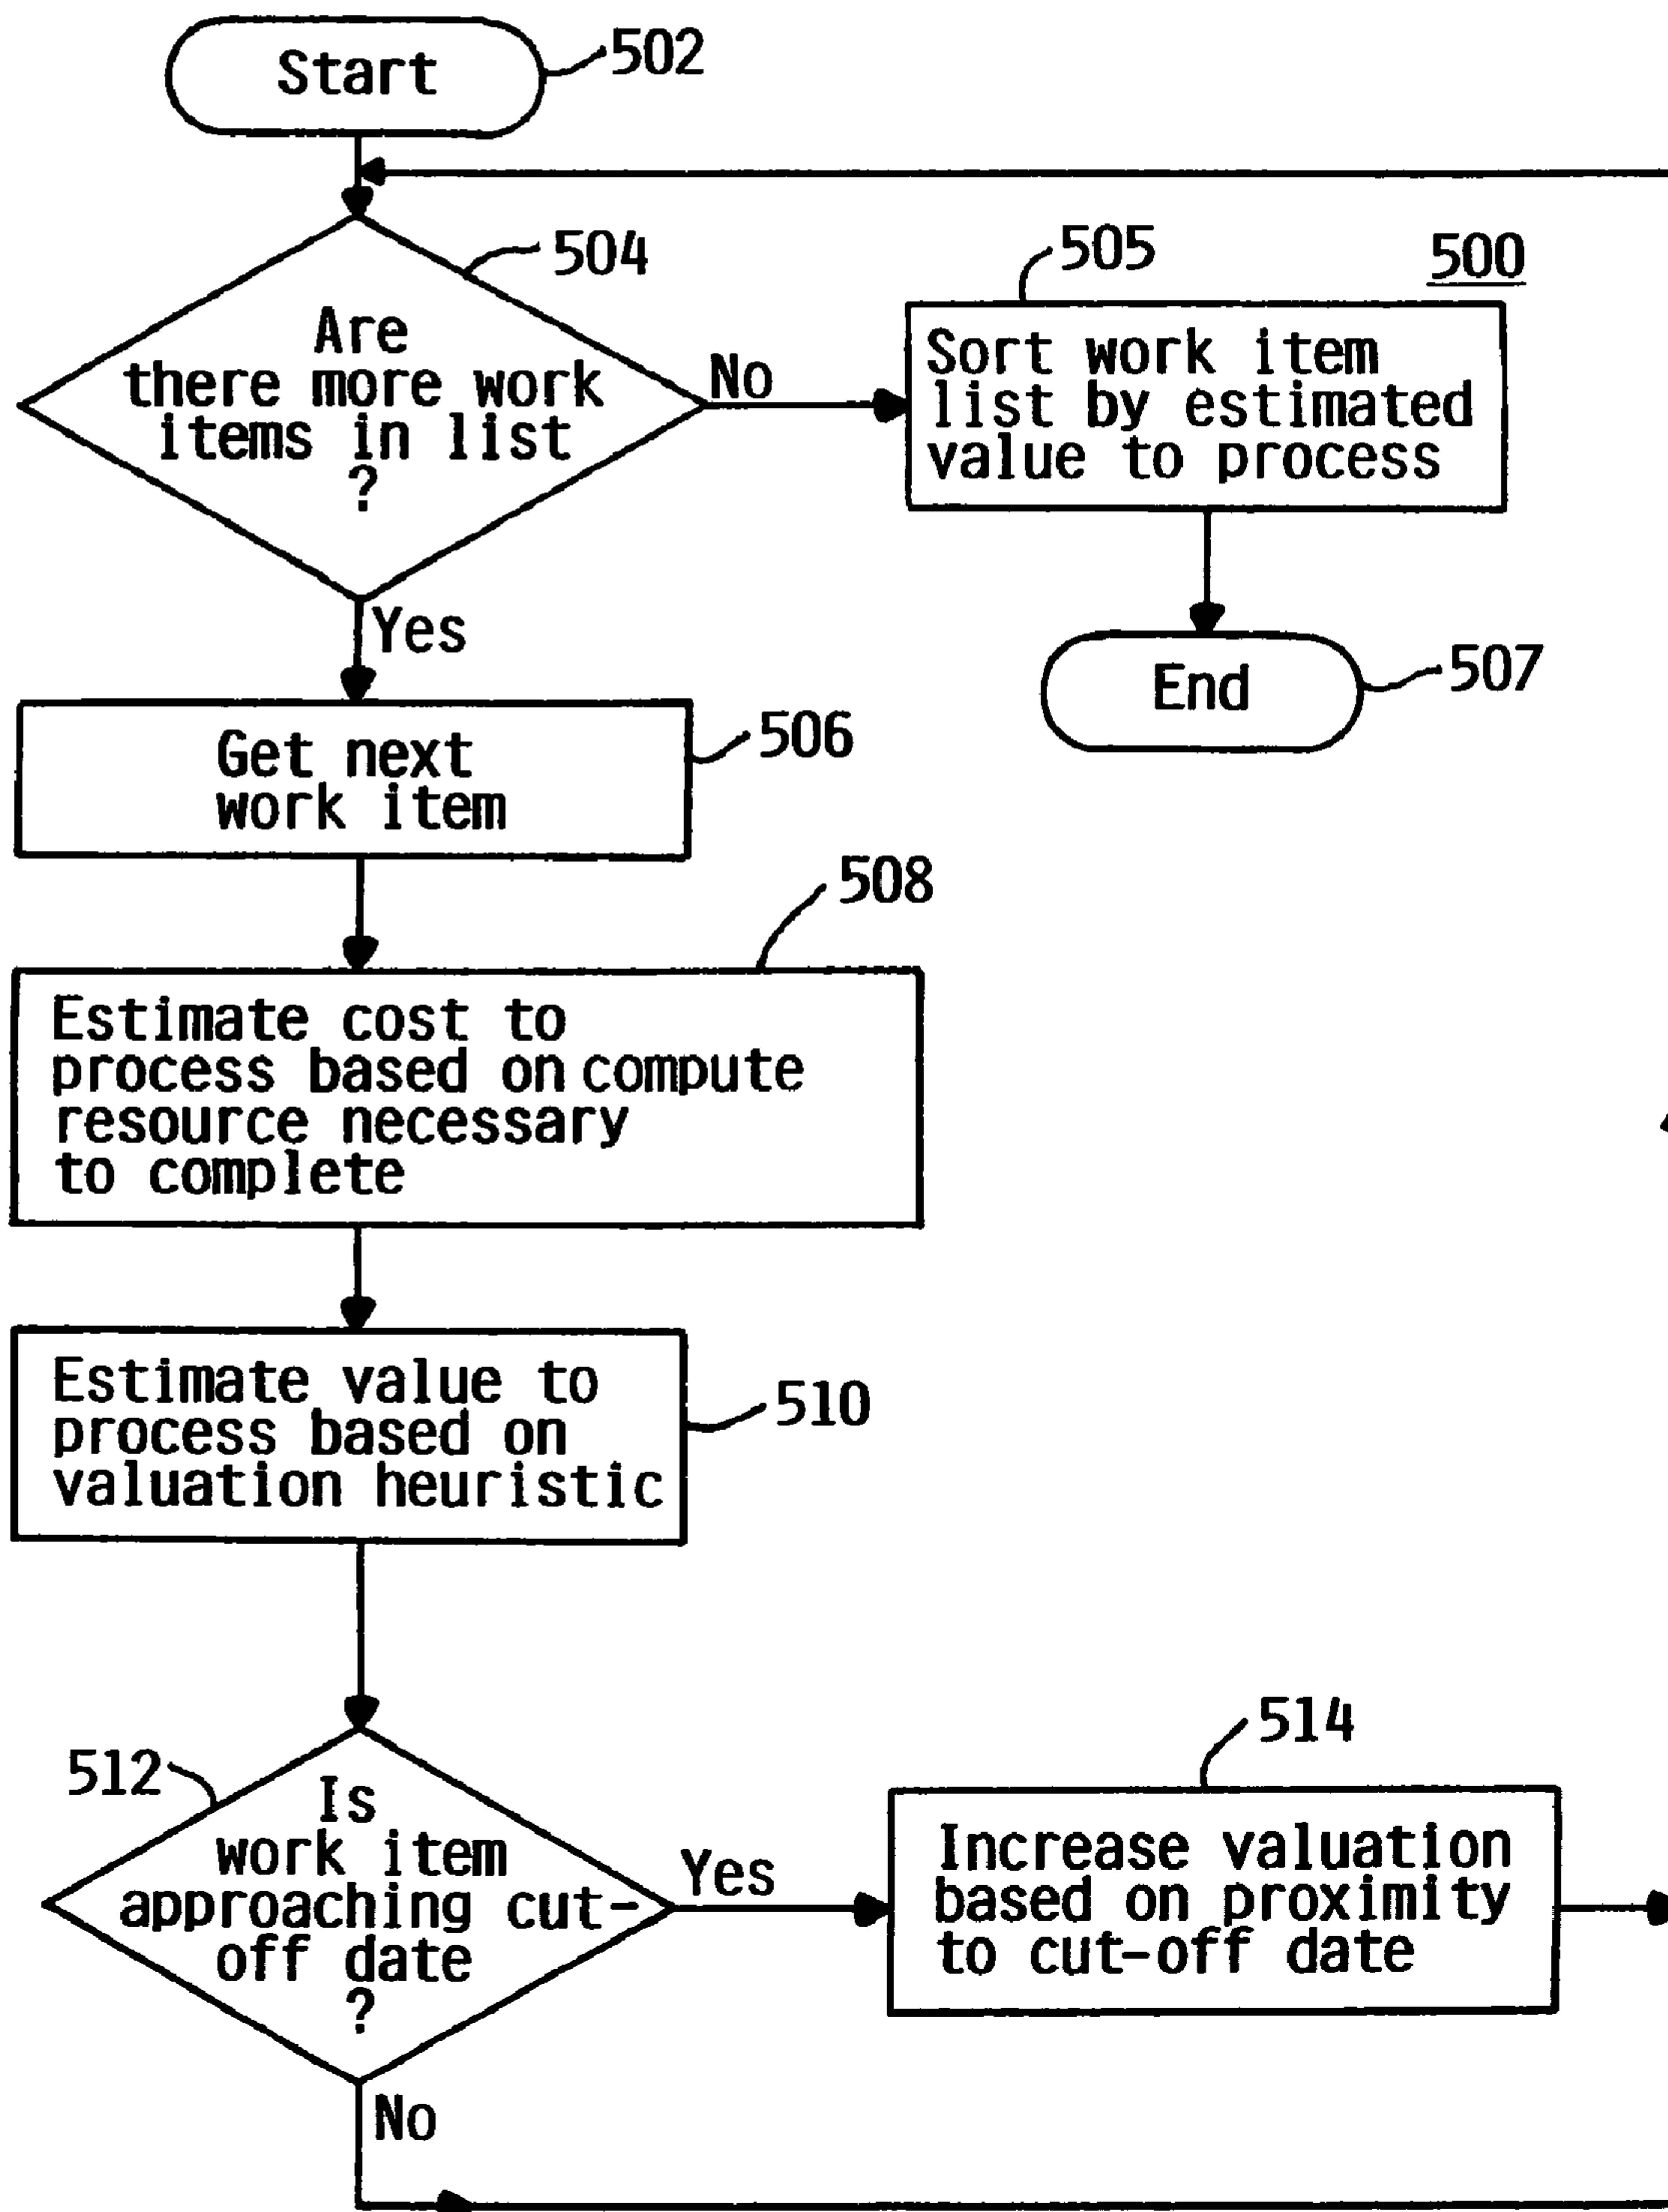 Start
502
504
505
500
Are
there more work
items in list
?
No
Sort work item
list by estimated
value to process
Yes
End
507
Get next
work item
506
508
Estimate cost to
process based on compute
resource necessary
to complete
Estimate value to
process based on
valuation heuristic
510
512
Is
work item
approaching cut-
off date
?
Yes
514
Increase valuation
based on proximity
to cut-off date
No